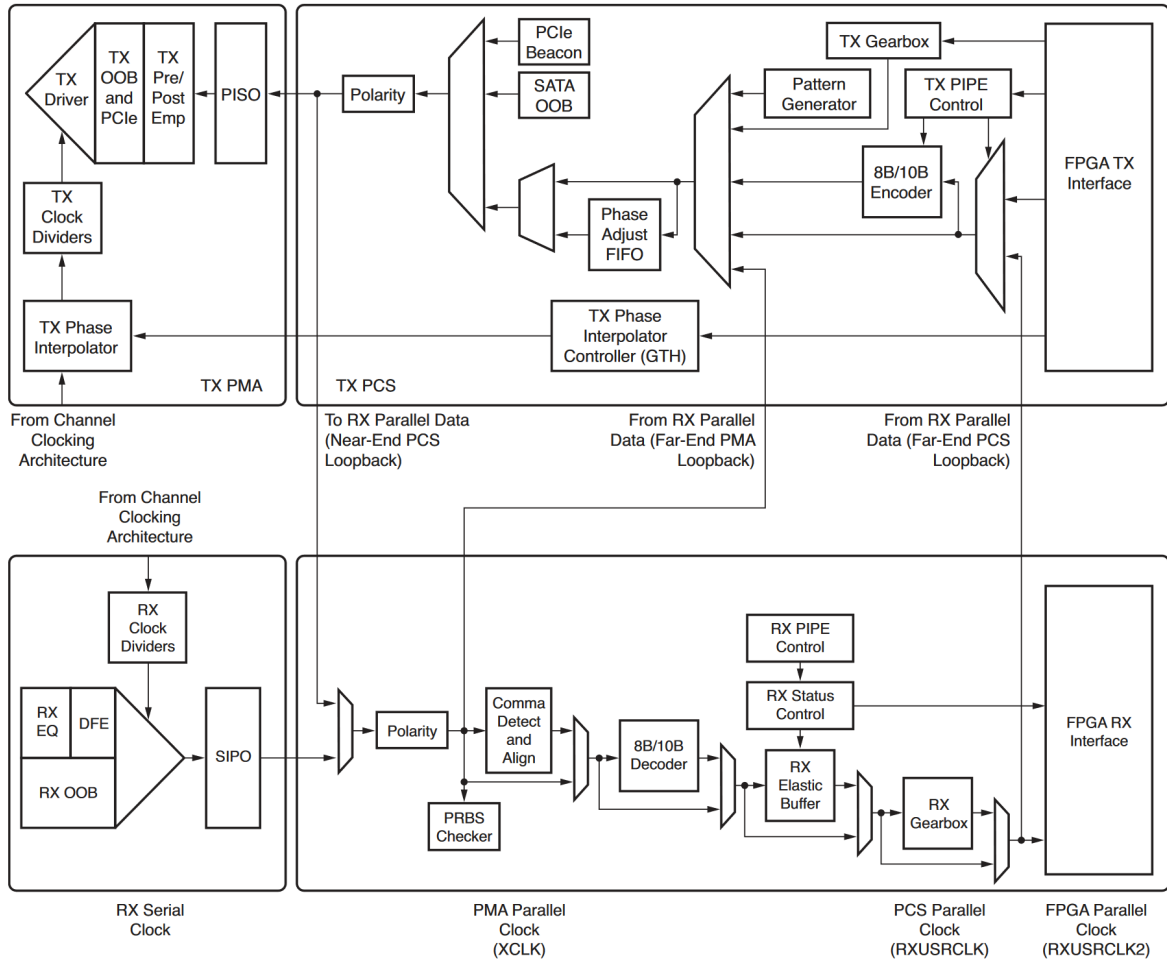 PCIe
Beacon
SATA
OOB
Polarity
PISO
TX
Driver
TX
OOB
and
PCIe
TX
Pre/
Post
Emp
TX
Clock
Dividers
TX Phase
Interpolator
TX PMA
TX Gearbox
Pattern
Generator
TX PIPE
Control
8B/10B
Encoder
FPGA TX
Interface
Phase
Adjust
FIFO
TX Phase
Interpolator
Controller (GTH)
TX PCS
From Channel
Clocking
Architecture
To RX Parallel Data
(Near-End PCS
Loopback)
From RX Parallel
Data (Far-End PMA
Loopback)
From RX Parallel
Data (Far-End PCS
Loopback)
From Channel
Clocking
Architecture
RX
Clock
Dividers
RX
EQ
DFE
RX OOB
SIPO
Polarity
Comma
Detect
and
Align
PRBS
Checker
8B/10B
Decoder
RX PIPE
Control
RX Status
Control
RX
Elastic
Buffer
RX
Gearbox
FPGA RX
Interface
RX Serial
Clock
PMA Parallel
Clock
(XCLK)
PCS Parallel
Clock
(RXUSRCLK)
FPGA Parallel
Clock
(RXUSRCLK2)